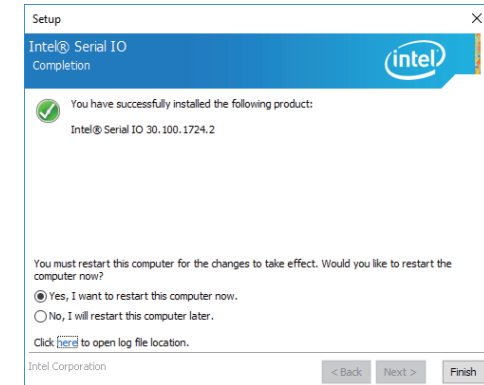 Setup
Intel® Serial IO
Completion
intel
You have successfully installed the following product:
Intel® Serial IO 30.100.1724.2
You must restart this computer for the changes to take effect. Would you like to restart the
computer now?
Yes, I want to restart this computer now.
No, I will restart this computer later.
Click here to open log file location.
Intel Corporation
< Back Next > Finish